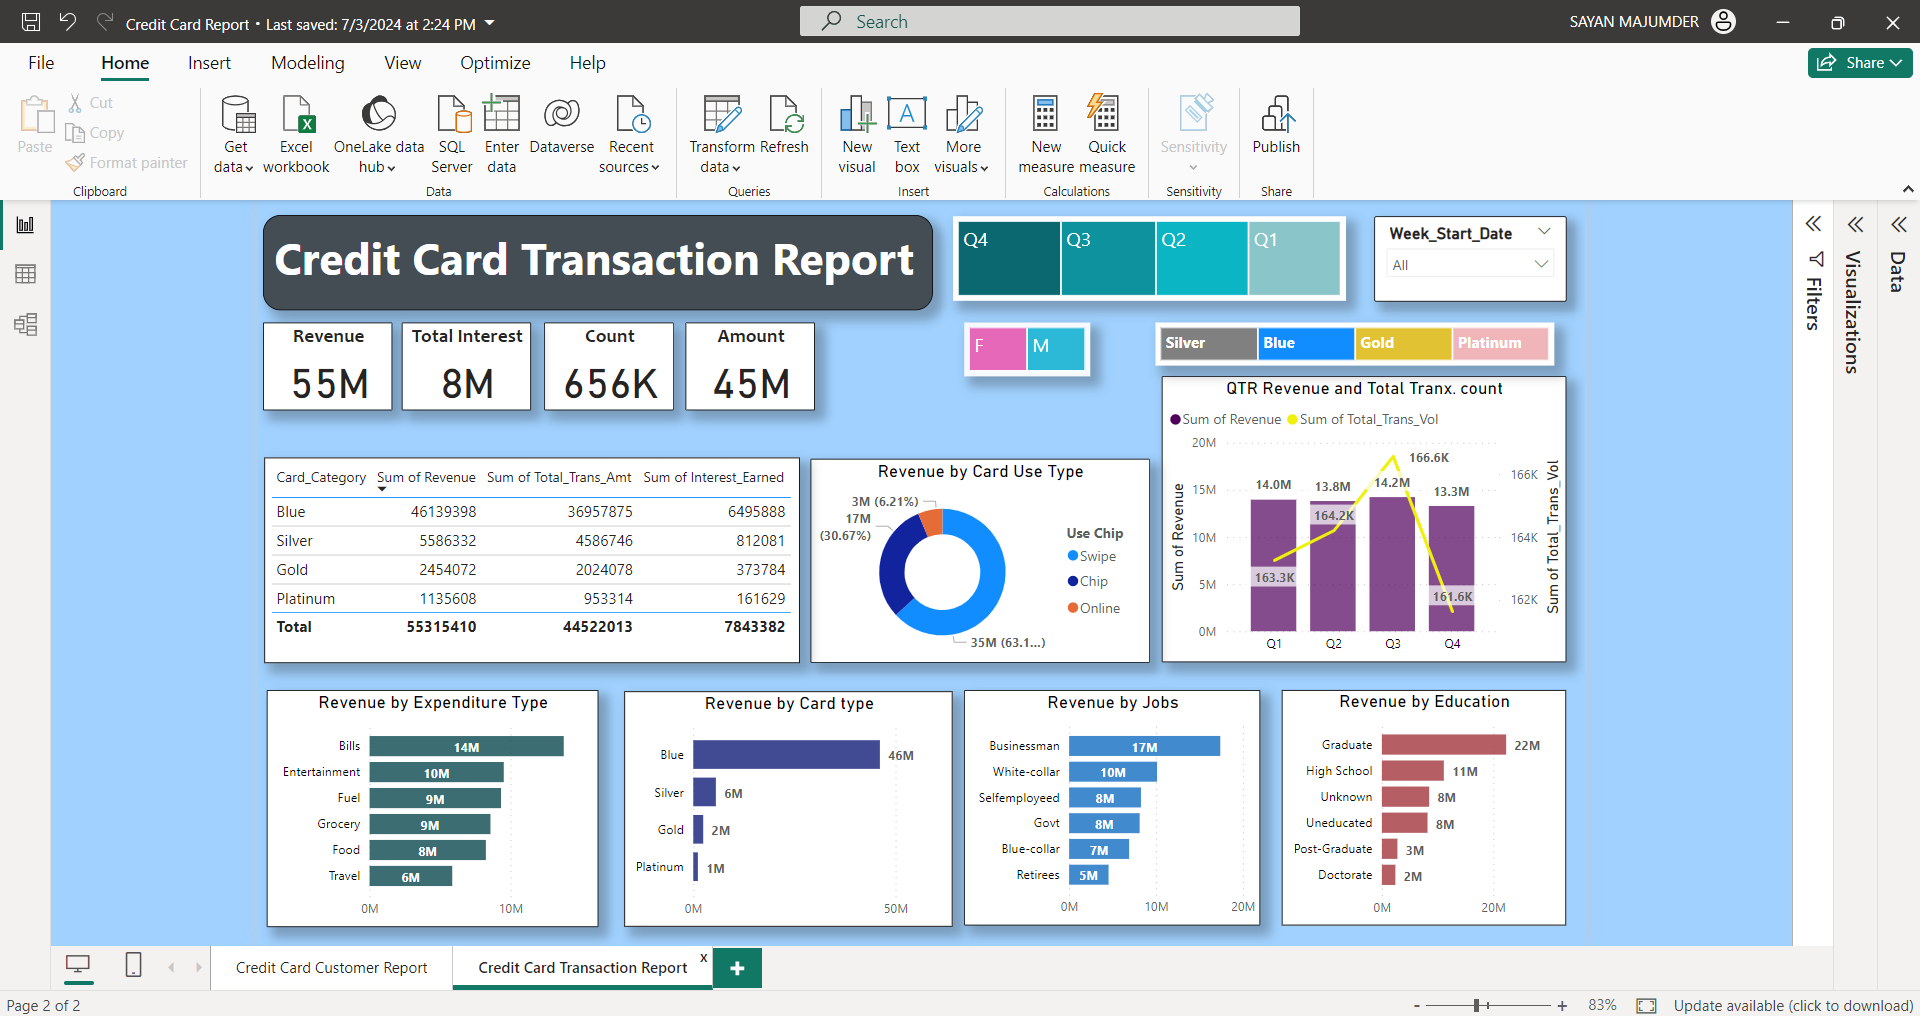 Credit Card Report • Last saved: 7/3/2024 at 2:24 PM
Search
SAYAN MAJUMDER
File Home Insert Modeling View Optimize Help
Share
Paste
Cut
Copy
Format painter
Clipboard
Get data
Excel workbook
OneLake data hub
SQL Server
Enter data
Dataverse
Recent sources
Data
Transform data
Refresh
Queries
New visual
Text box
More visuals
Insert
New measure
Quick measure
Calculations
Sensitivity
Sensitivity
Publish
Share
Credit Card Transaction Report
Q4 Q3 Q2 Q1
Week_Start_Date
All
Filters
Visualizations
Data
Revenue
55M
Total Interest
8M
Count
656K
Amount
45M
F M
Silver Blue Gold Platinum
Card_Category Sum of Revenue Sum of Total_Trans_Amt Sum of Interest_Earned
Blue 46139398 36957875 6495888
Silver 5586332 4586746 812081
Gold 2454072 2024078 373784
Platinum 1135608 953314 161629
Total 55315410 44522013 7843382
Revenue by Card Use Type
3M (6.21%)
17M
(30.67%)
35M (63.1...)
Use Chip
Swipe
Chip
Online
QTR Revenue and Total Tranx. count
Sum of Revenue Sum of Total_Trans_Vol
Sum of Revenue
20M
15M
10M
5M
0M
14.0M 13.8M 14.2M 13.3M
163.3K 164.2K 166.6K 161.6K
Q1 Q2 Q3 Q4
166K
164K
162K
Sum of Total_Trans_Vol
Revenue by Expenditure Type
Bills 14M
Entertainment 10M
Fuel 9M
Grocery 9M
Food 8M
Travel 6M
0M 10M
Revenue by Card type
Blue 46M
Silver 6M
Gold 2M
Platinum 1M
0M 50M
Revenue by Jobs
Businessman 17M
White-collar 10M
Selfemployeed 8M
Govt 8M
Blue-collar 7M
Retirees 5M
0M 10M 20M
Revenue by Education
Graduate 22M
High School 11M
Unknown 8M
Uneducated 8M
Post-Graduate 3M
Doctorate 2M
0M 20M
Credit Card Customer Report
Credit Card Transaction Report x
+
Page 2 of 2
- + 83%
Update available (click to download)